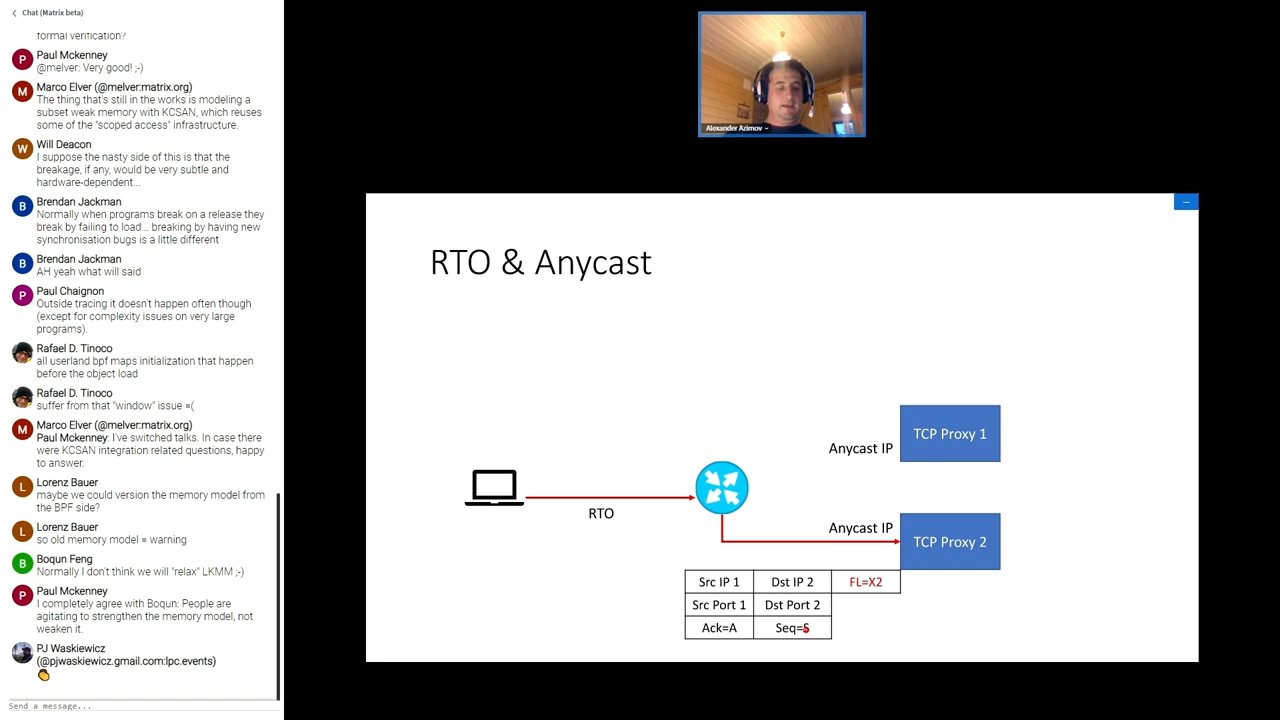 Chat (Matrix beta)
formal verification?
P
Paul Mckenney
@melver: Very good! ;-)
M
Marco Elver (@melver:matrix.org)
The thing that's still in the works is modeling a
subset weak memory with KCSAN, which reuses
some of the "scoped access" infrastructure.
W
Will Deacon
I suppose the nasty side of this is that the
breakage, if any, would be very subtle and
hardware-dependent...
B
Brendan Jackman
Normally when programs break on a release they
break by failing to load... breaking by having new
synchronisation bugs is a little different
B
Brendan Jackman
AH yeah what will said
P
Paul Chaignon
Outside tracing it doesn't happen often though
(except for complexity issues on very large
programs).
Rafael D. Tinoco
all userland bpf maps initialization that happen
before the object load
Rafael D. Tinoco
suffer from that "window" issue =(
M
Marco Elver (@melver:matrix.org)
Paul Mckenney: I've switched talks. In case there
were KCSAN integration related questions, happy
to answer.
L
Lorenz Bauer
maybe we could version the memory model from
the BPF side?
L
Lorenz Bauer
so old memory model = warning
B
Boqun Feng
Normally I don't think we will "relax" LKMM ;-)
P
Paul Mckenney
I completely agree with Boqun: People are
agitating to strengthen the memory model, not
weaken it.
PJ Waskiewicz
(@pjwaskiewicz.gmail.com:lpc.events)
Send a message...
Alexander Azimov
RTO & Anycast
TCP Proxy 1
Anycast IP
RTO
Anycast IP
TCP Proxy 2
Src IP 1 Dst IP 2 FL=X2
Src Port 1 Dst Port 2
Ack=A Seq=S